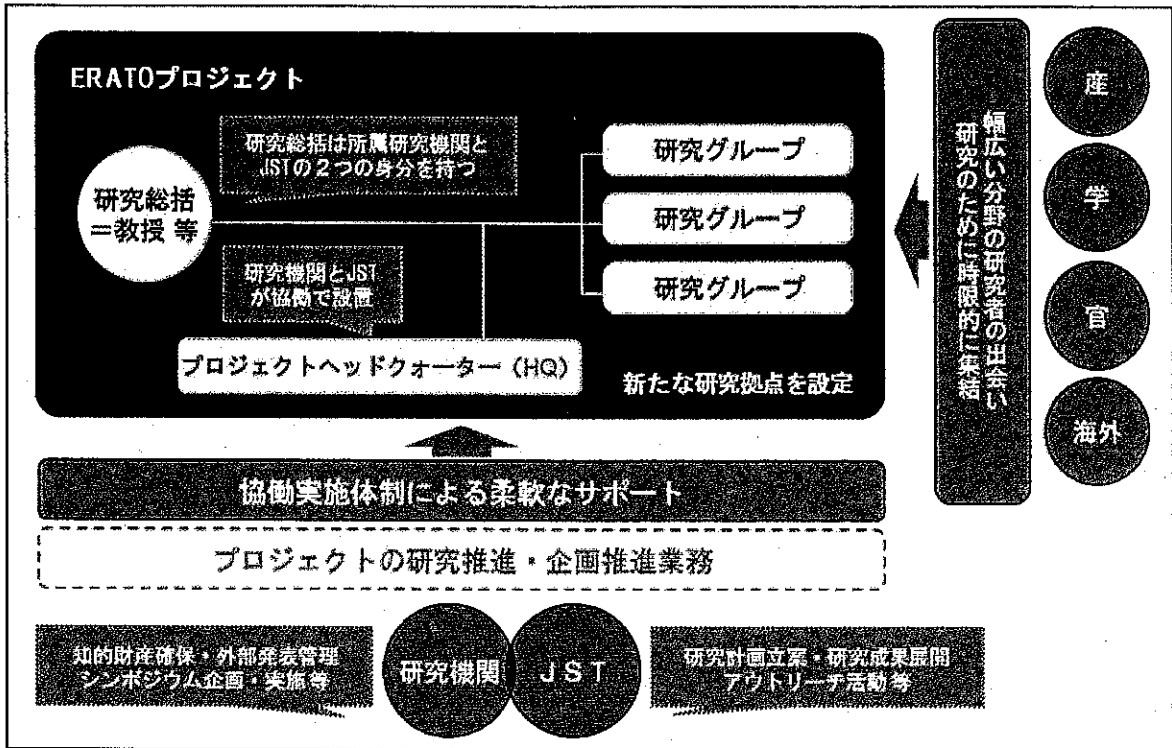 ERATOプロジェクト
研究総括は所属研究機関と
JSTの２つの身分を持つ
研究総括
＝教授 等
研究グループ
研究グループ
研究グループ
研究機関とJST
が協働で設置
プロジェクトヘッドクォーター（HQ）
新たな研究拠点を設定
幅広い分野の研究者の出会い
研究のために時限的に集結
産
学
官
海外
協働実施体制による柔軟なサポート
プロジェクトの研究推進・企画推進業務
知的財産確保・外部発表管理
シンポジウム企画・実施等
研究機関
JST
研究計画立案・研究成果展開
アウトリーチ活動等